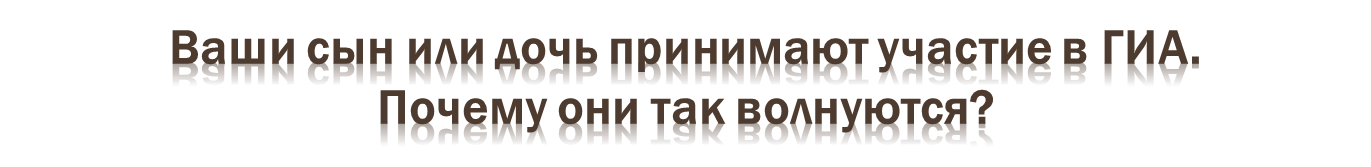 Ваши сын или дочь принимают участие в ГИА.
Почему они так волнуются?